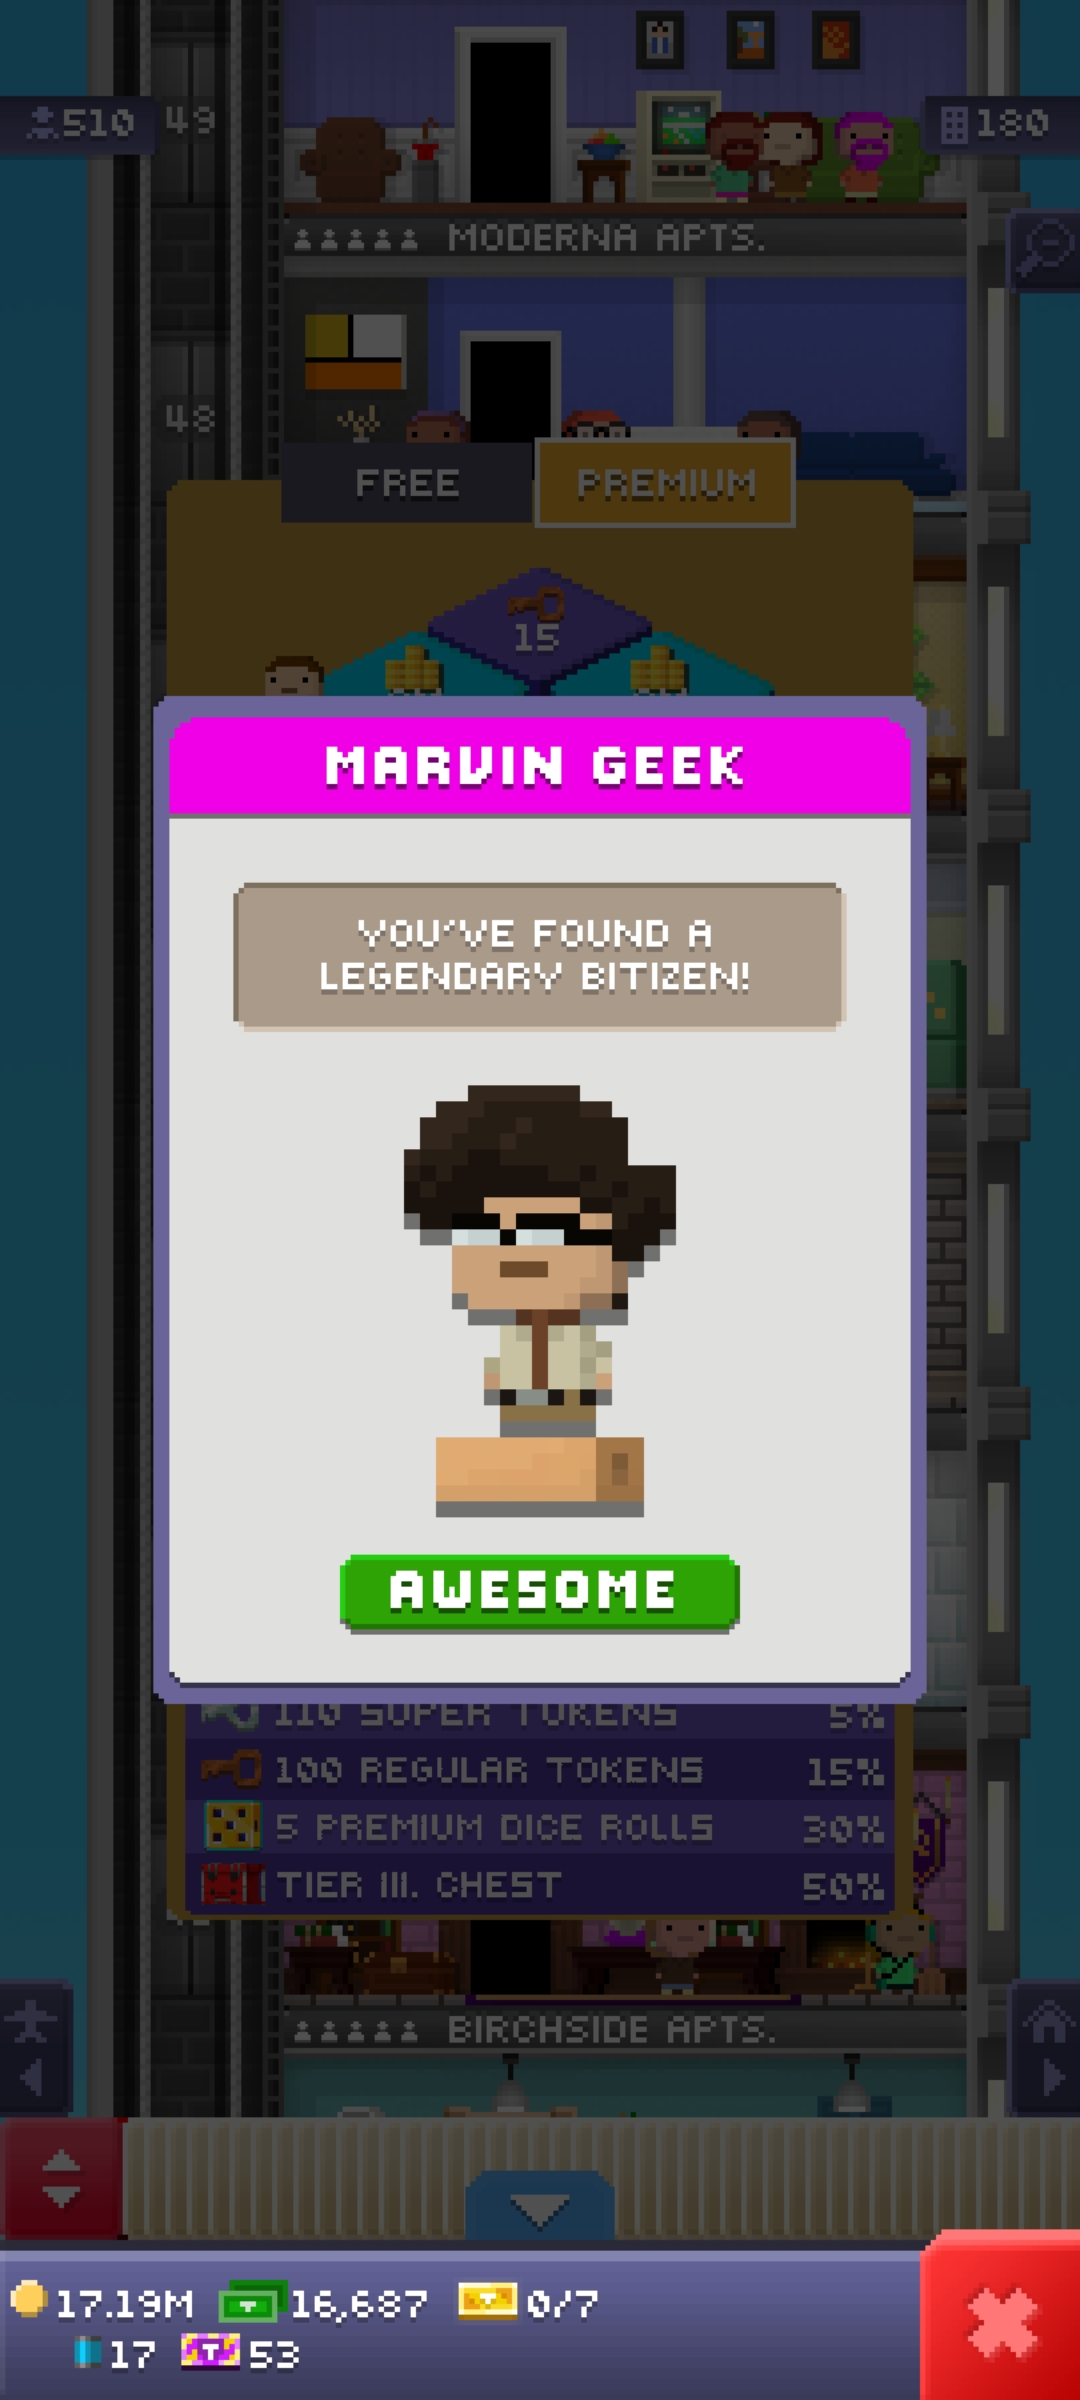 510
49
180
MODERNA APTS.
48
FREE
PREMIUM
15
MARVIN GEEK
YOU'VE FOUND A
LEGENDARY BITIZEN!
AWESOME
110 SUPER TOKENS 5%
100 REGULAR TOKENS 15%
5 PREMIUM DICE ROLLS 30%
TIER III. CHEST 50%
BIRCHSIDE APTS.
17.19M 16,687 0/7
17 53